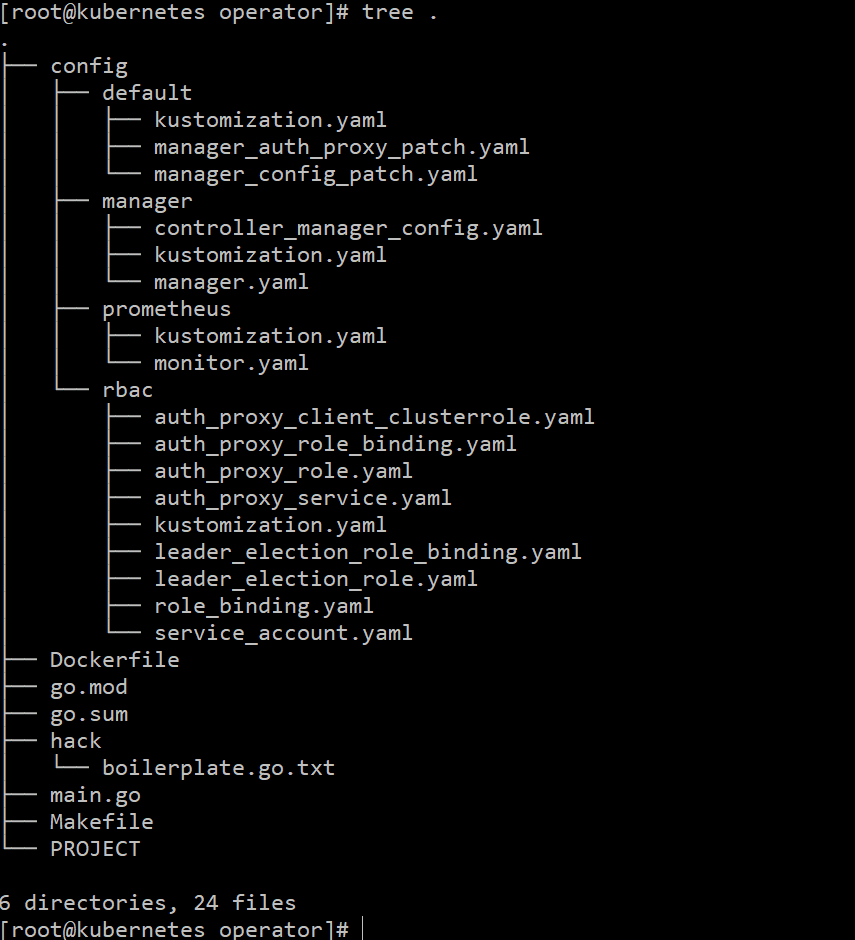 [root@kubernetes operator]# tree .
.
├── config
│   ├── default
│   │   ├── kustomization.yaml
│   │   ├── manager_auth_proxy_patch.yaml
│   │   └── manager_config_patch.yaml
│   ├── manager
│   │   ├── controller_manager_config.yaml
│   │   ├── kustomization.yaml
│   │   └── manager.yaml
│   ├── prometheus
│   │   ├── kustomization.yaml
│   │   └── monitor.yaml
│   └── rbac
│       ├── auth_proxy_client_clusterrole.yaml
│       ├── auth_proxy_role_binding.yaml
│       ├── auth_proxy_role.yaml
│       ├── auth_proxy_service.yaml
│       ├── kustomization.yaml
│       ├── leader_election_role_binding.yaml
│       ├── leader_election_role.yaml
│       ├── role_binding.yaml
│       └── service_account.yaml
├── Dockerfile
├── go.mod
├── go.sum
├── hack
│   └── boilerplate.go.txt
├── main.go
├── Makefile
└── PROJECT

6 directories, 24 files
[root@kubernetes operator]#